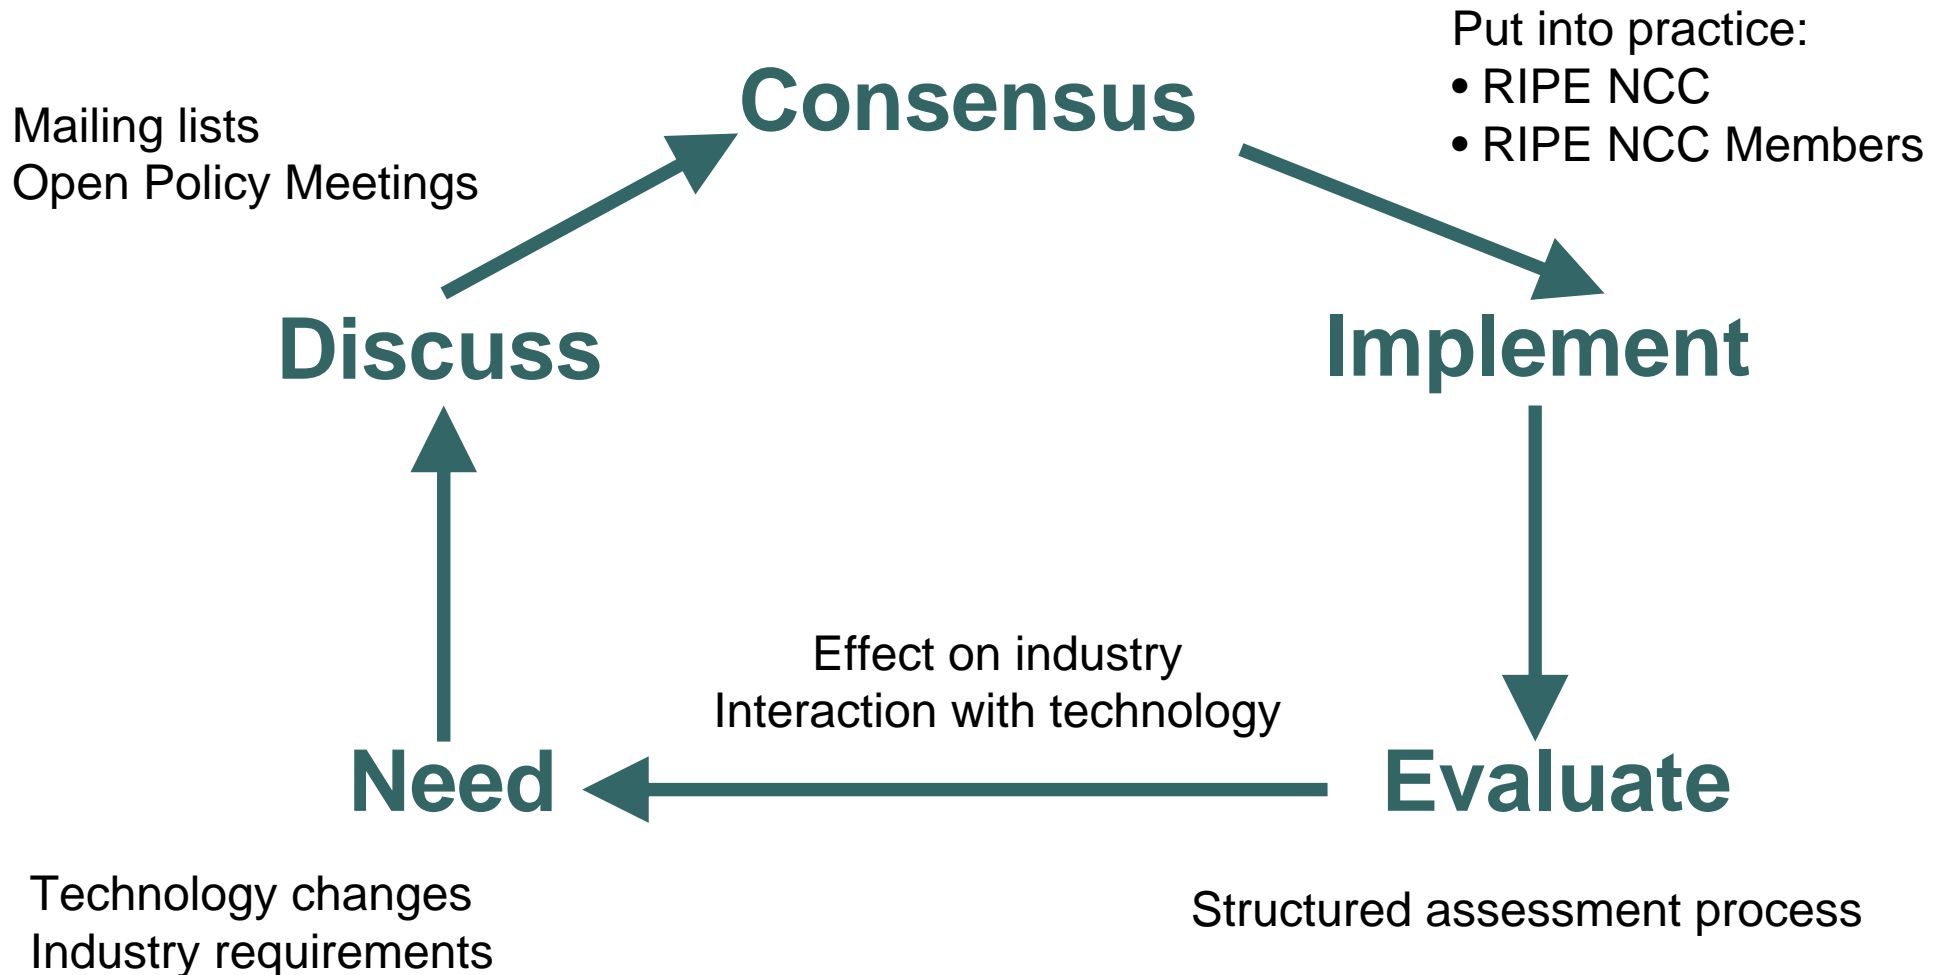 Put into practice:
• RIPE NCC
• RIPE NCC Members
Consensus
Mailing lists
Open Policy Meetings
Discuss
Implement
Effect on industry
Interaction with technology
Need
Evaluate
Technology changes
Industry requirements
Structured assessment process